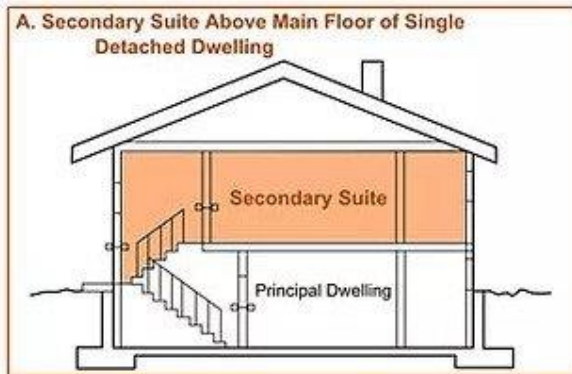 A. Secondary Suite Above Main Floor of Single
Detached Dwelling
Secondary Suite
Principal Dwelling